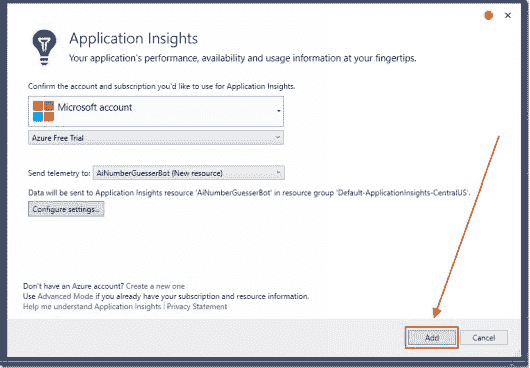 Application Insights
Your application's performance, availability and usage information at your fingertips.
Confirm the account and subscription you'd like to use for Application Insights.
Microsoft account
Azure Free Trial
Send telemetry to: AiNumberGuesserBot (New resource)
Data will be sent to Application Insights resource 'AiNumberGuesserBot' in resource group 'Default-ApplicationInsights-CentralUS'.
Configure settings...
Don't have an Azure account? Create a new one
Use Advanced Mode if you already have your subscription and resource information.
Help me understand Application Insights | Privacy Statement
Add Cancel